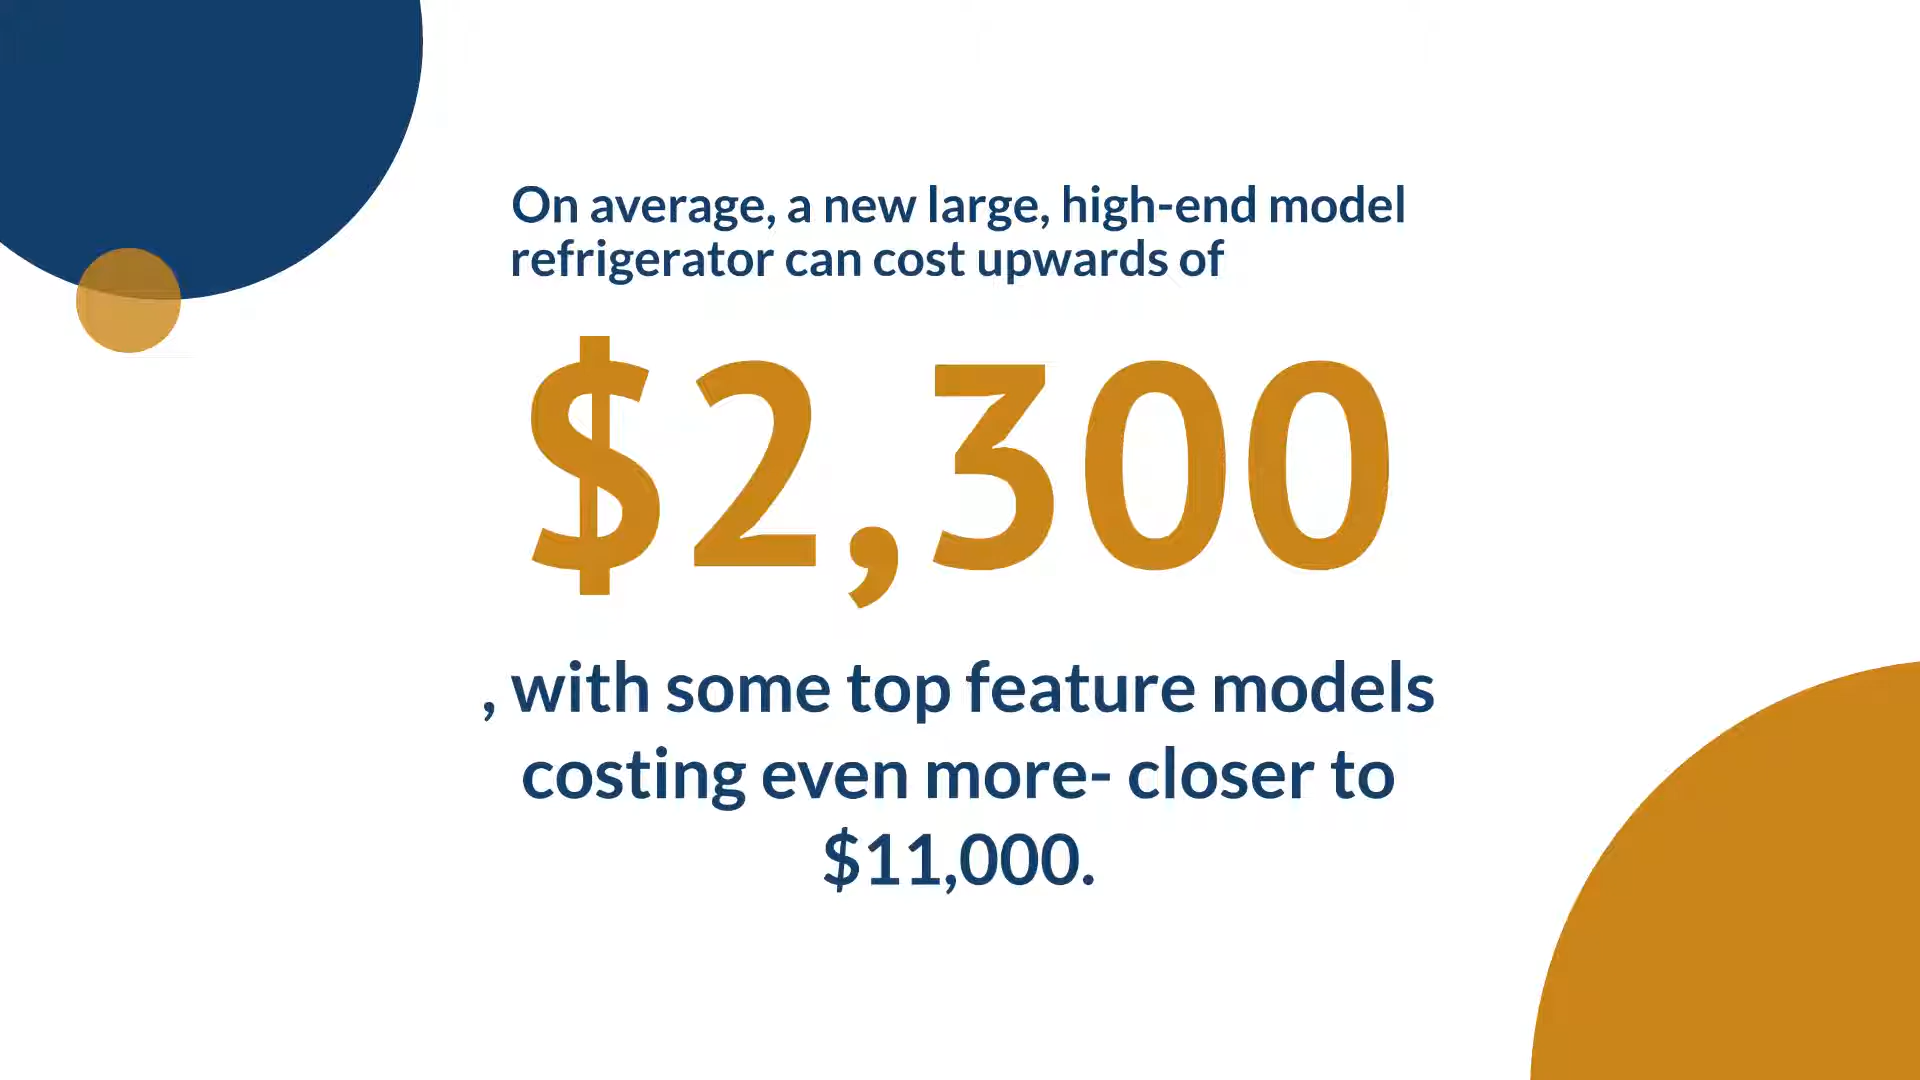 On average, a new large, high-end model
refrigerator can cost upwards of
$2,300
, with some top feature models
costing even more- closer to
$11,000.